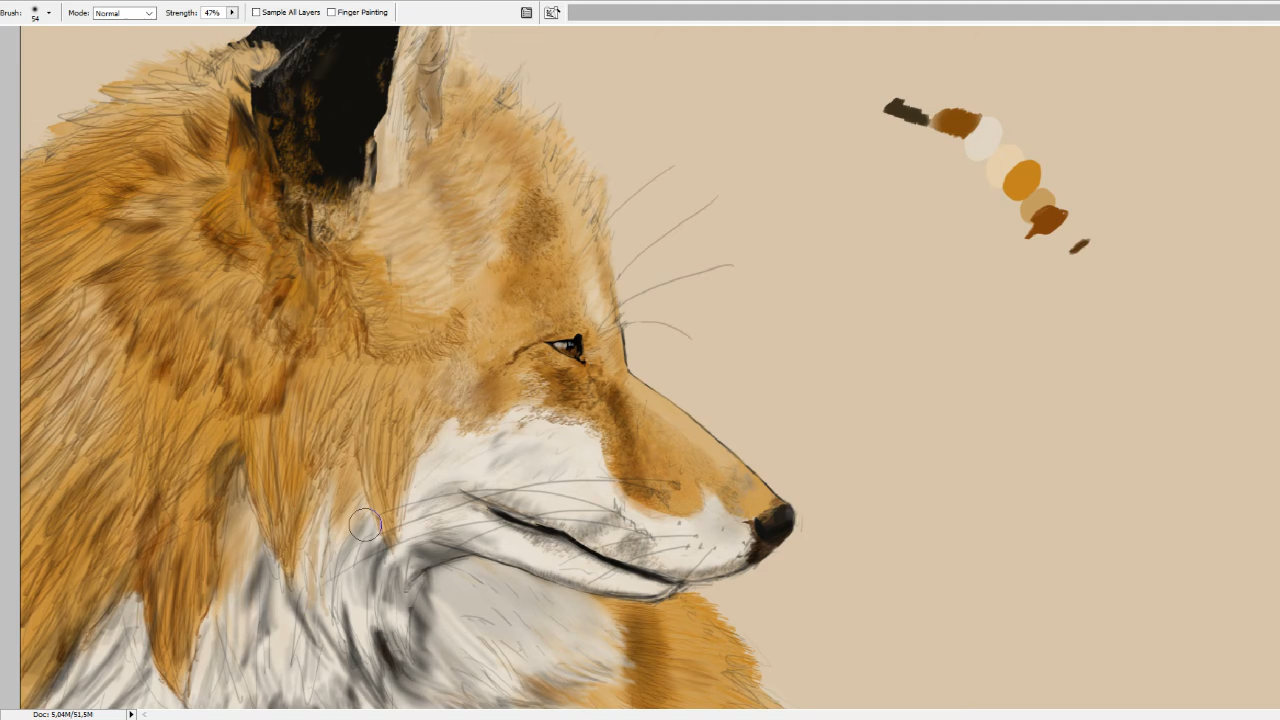 Brush: 54 Mode: Normal Strength: 47% Sample All Layers Finger Painting
Doc: 5,04M/51,5M